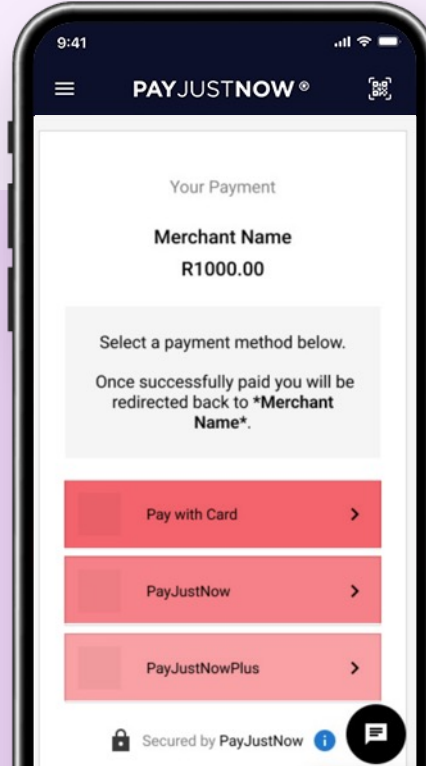 9:41
PAYJUSTNOW®
Your Payment
Merchant Name
R1000.00
Select a payment method below.
Once successfully paid you will be
redirected back to *Merchant
Name*.
Pay with Card
PayJustNow
PayJustNowPlus
Secured by PayJustNow